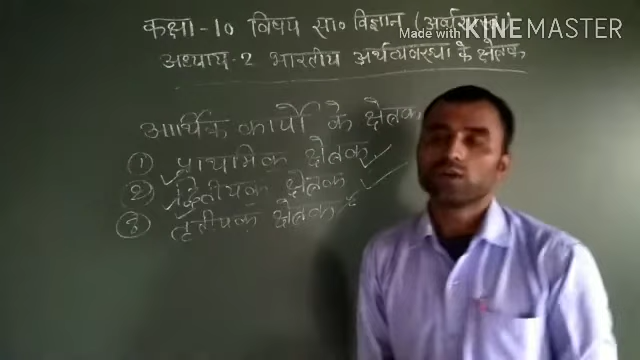 कक्षा-10 विषय सा० विज्ञान (अर्थशास्त्र)
Made with KINEMASTER
अध्याय-2 भारतीय अर्थव्यवस्था के क्षेत्रक
आर्थिक कार्यों के क्षेत्रक
① प्राथमिक क्षेत्रक
② द्वितीयक क्षेत्रक
③ तृतीयक क्षेत्रक